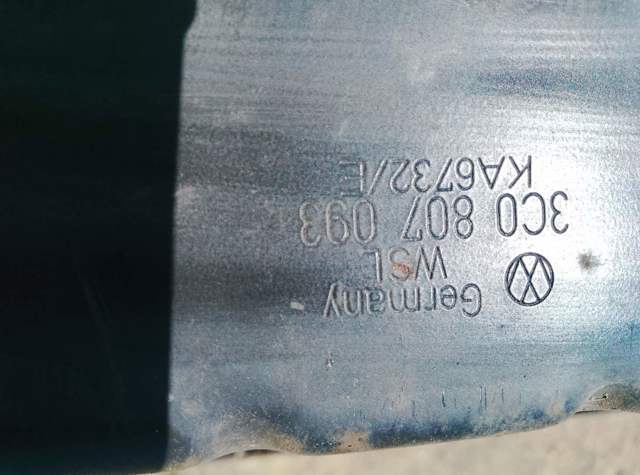 Germany
WSL
3C0 807 093
KA6732/E